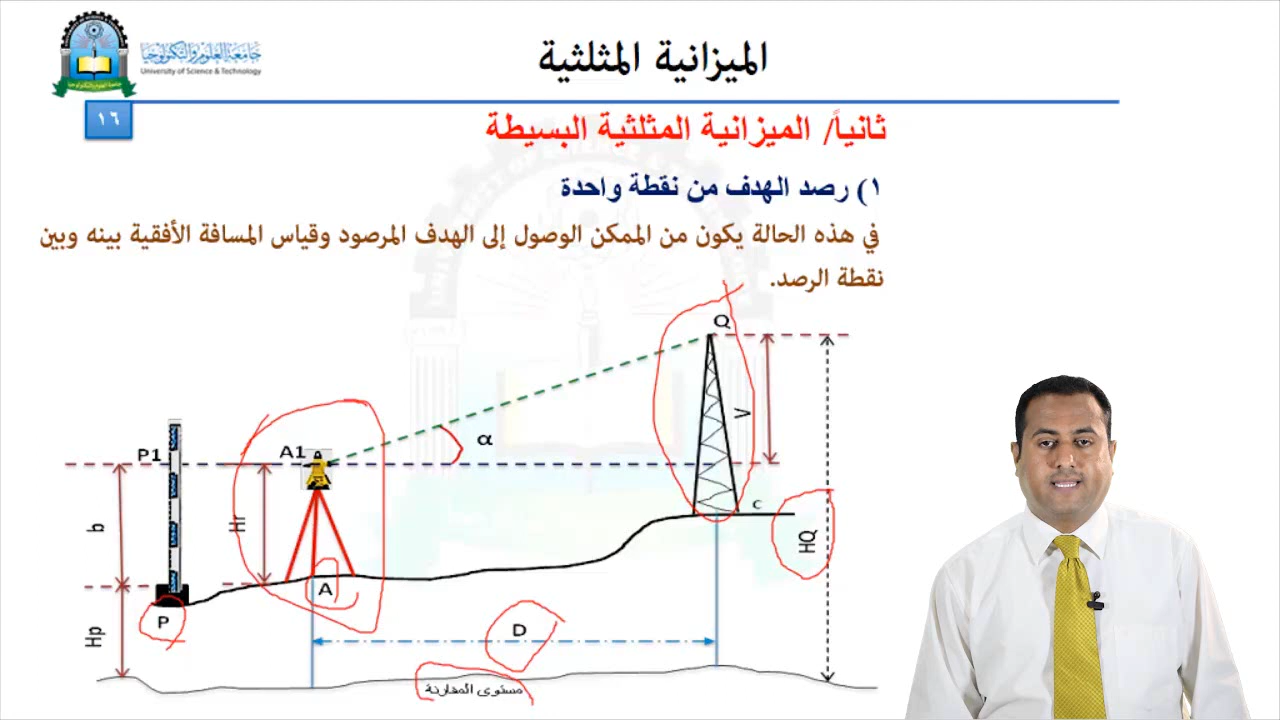 الميزانية المثلثية
جامعة العلوم والتكنولوجيا
University of Science & Technology
١٦
ثانياً/ الميزانية المثلثية البسيطة
١) رصد الهدف من نقطة واحدة
في هذه الحالة يكون من الممكن الوصول إلى الهدف المرصود وقياس المسافة الأفقية بينه وبين
نقطة الرصد.
Q
V
α
P1
A1
b
Hr
C
HQ
A
P
Hp
D
مستوى المقارنة